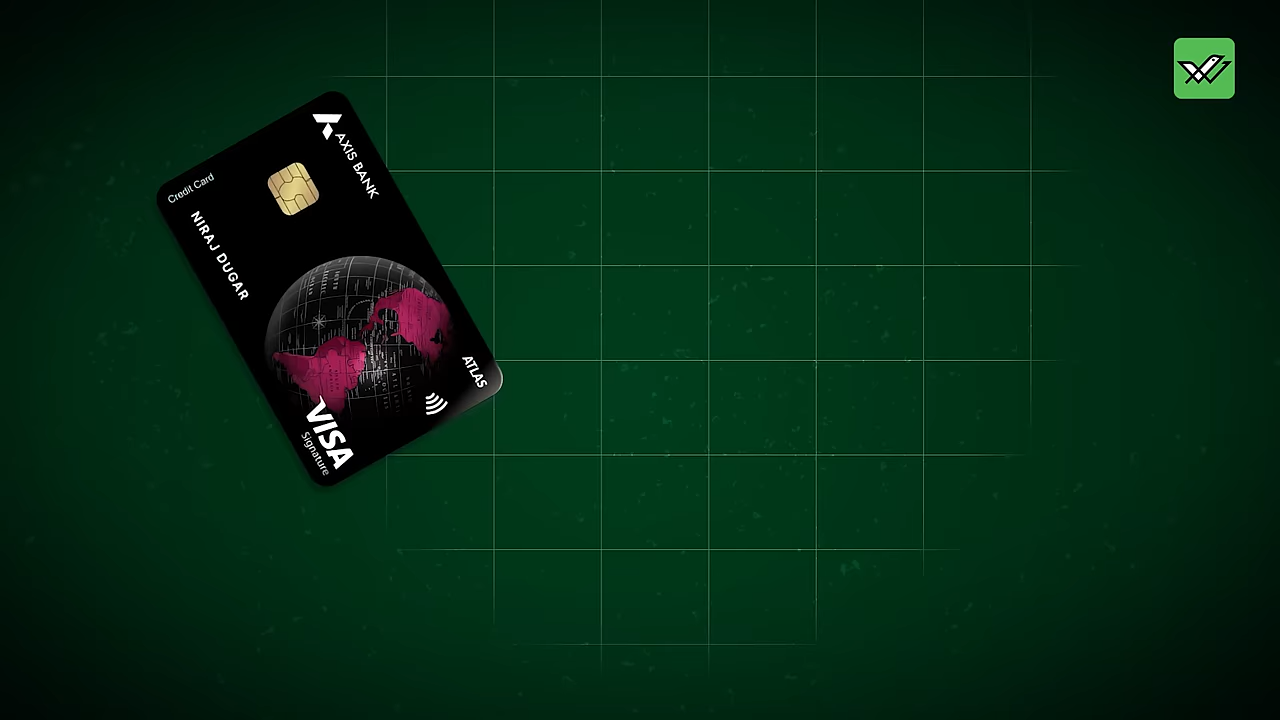 AXIS BANK
Credit Card
NIRAJ DUGAR
ATLAS
VISA
Signature